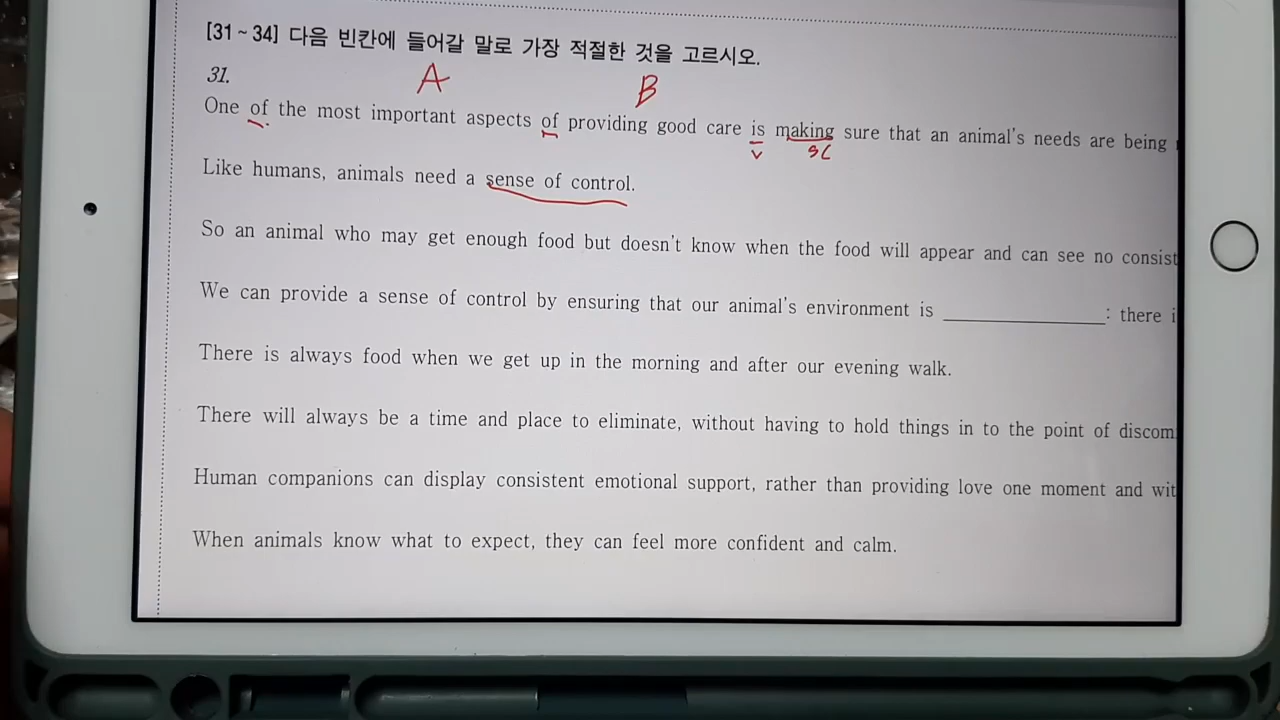 [31 ~ 34] 다음 빈칸에 들어갈 말로 가장 적절한 것을 고르시오.
31.
A B
One of the most important aspects of providing good care is making sure that an animal's needs are being
v sc
Like humans, animals need a sense of control.
So an animal who may get enough food but doesn't know when the food will appear and can see no consist
We can provide a sense of control by ensuring that our animal's environment is ____________: there i
There is always food when we get up in the morning and after our evening walk.
There will always be a time and place to eliminate, without having to hold things in to the point of discom
Human companions can display consistent emotional support, rather than providing love one moment and wit
When animals know what to expect, they can feel more confident and calm.